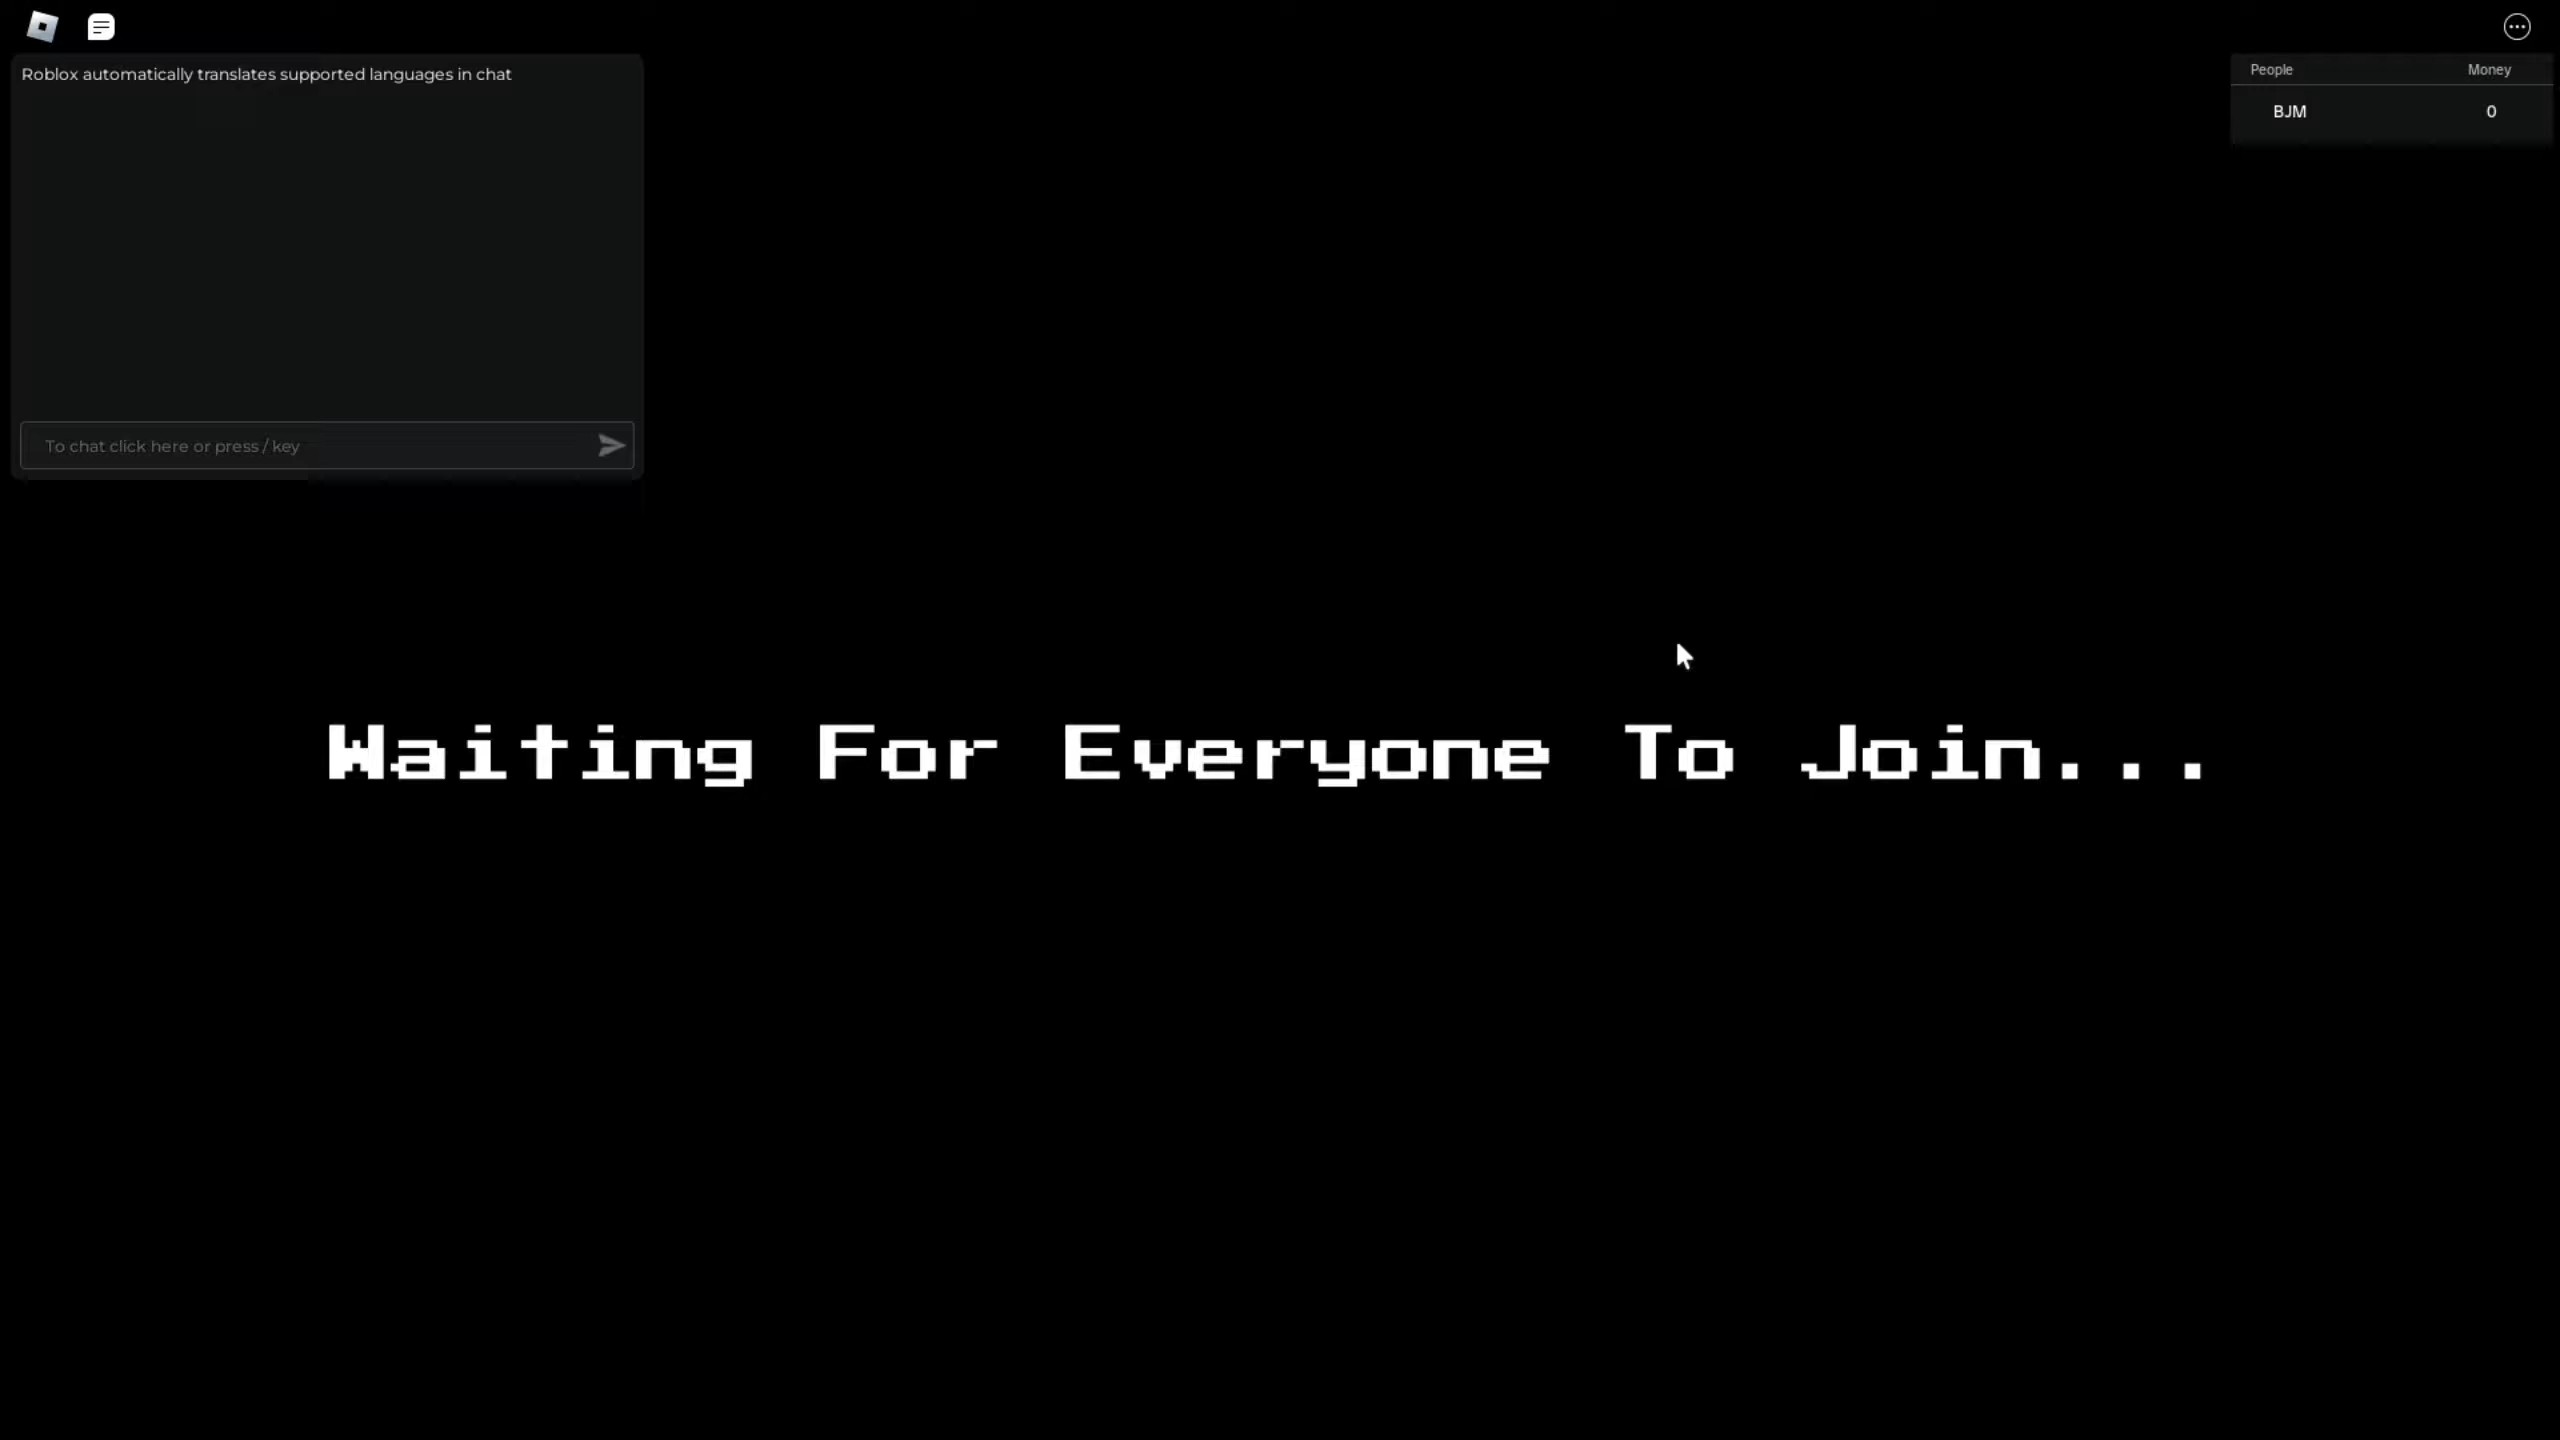 Roblox automatically translates supported languages in chat
People Money
BJM 0
To chat click here or press / key
Waiting For Everyone To Join...